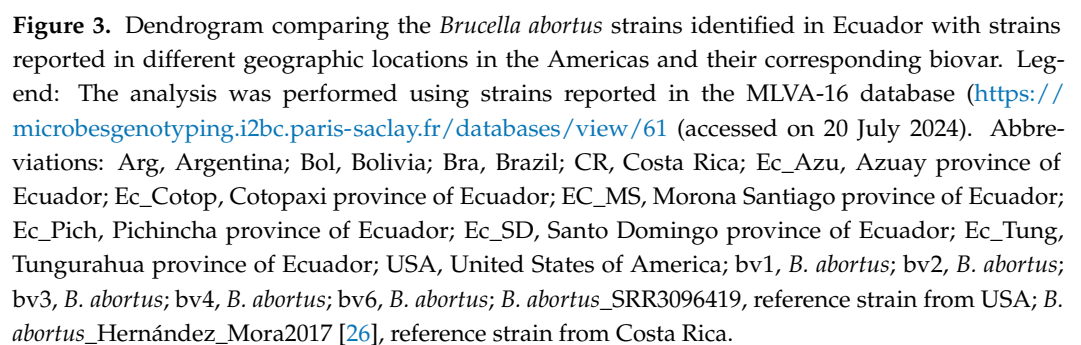 Figure 3. Dendrogram comparing the Brucella abortus strains identified in Ecuador with strains
reported in different geographic locations in the Americas and their corresponding biovar. Leg-
end: The analysis was performed using strains reported in the MLVA-16 database (https://
microbesgenotyping.i2bc.paris-saclay.fr/databases/view/61 (accessed on 20 July 2024). Abbre-
viations: Arg, Argentina; Bol, Bolivia; Bra, Brazil; CR, Costa Rica; Ec_Azu, Azuay province of
Ecuador; Ec_Cotop, Cotopaxi province of Ecuador; EC_MS, Morona Santiago province of Ecuador;
Ec_Pich, Pichincha province of Ecuador; Ec_SD, Santo Domingo province of Ecuador; Ec_Tung,
Tungurahua province of Ecuador; USA, United States of America; bv1, B. abortus; bv2, B. abortus;
bv3, B. abortus; bv4, B. abortus; bv6, B. abortus; B. abortus_SRR3096419, reference strain from USA; B.
abortus_Hernández_Mora2017 [26], reference strain from Costa Rica.